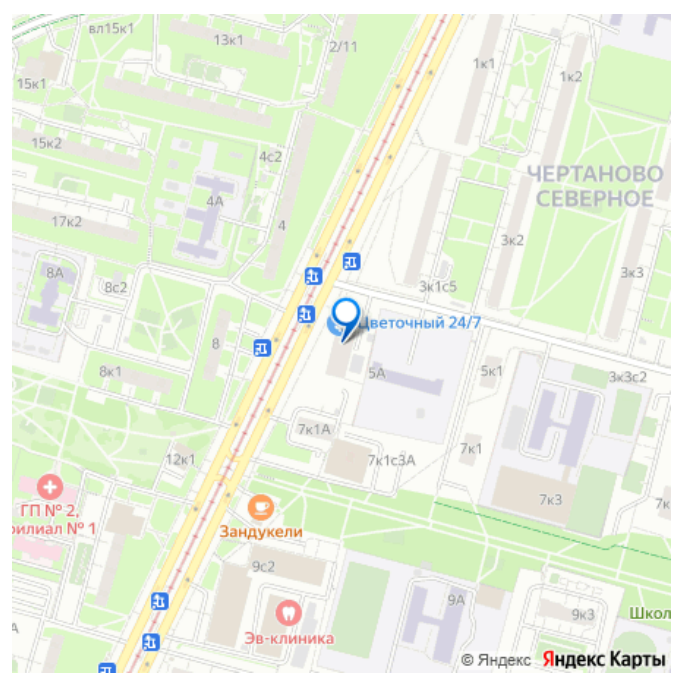 вл15к1
13к1
2/11
15к1
1к1
1к2
15к2
4с2
4А
ЧЕРТАНОВО
СЕВЕРНОЕ
17к2
4
3к2
8А
8с2
3к1с5
3к3
Цветочный 24/7
8
8к1
5А
5к1
3к3с2
7к1А
12к1
7к1с3А
7к1
ГП № 2,
филиал № 1
7к3
7к
Зандукели
9с2
9А
9к3
Школ
Эв-клиника
А
© Яндекс Яндекс Карты